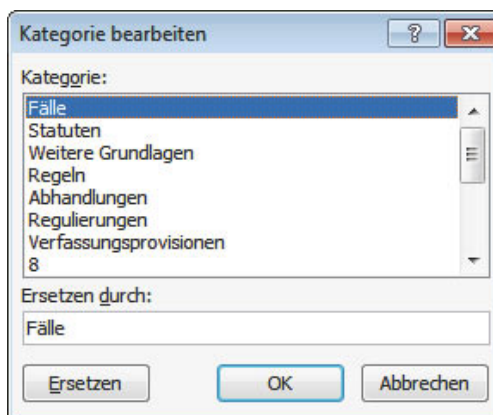 Kategorie bearbeiten
?
Kategorie:
Fälle
Statuten
Weitere Grundlagen
Regeln
Abhandlungen
Regulierungen
Verfassungsprovisionen
8
Ersetzen durch:
Fälle
Ersetzen OK Abbrechen